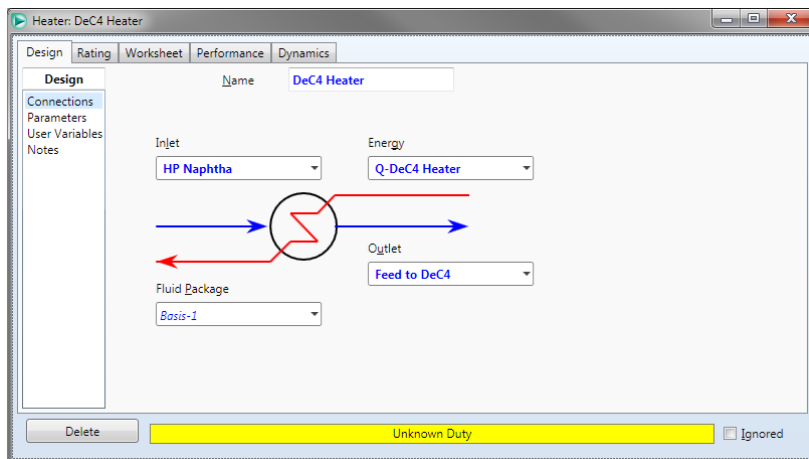 Heater: DeC4 Heater
Design Rating Worksheet Performance Dynamics
Design
Connections
Parameters
User Variables
Notes
Name DeC4 Heater
Inlet
HP Naphtha
Energy
Q-DeC4 Heater
Outlet
Feed to DeC4
Fluid Package
Basis-1
Delete Unknown Duty Ignored